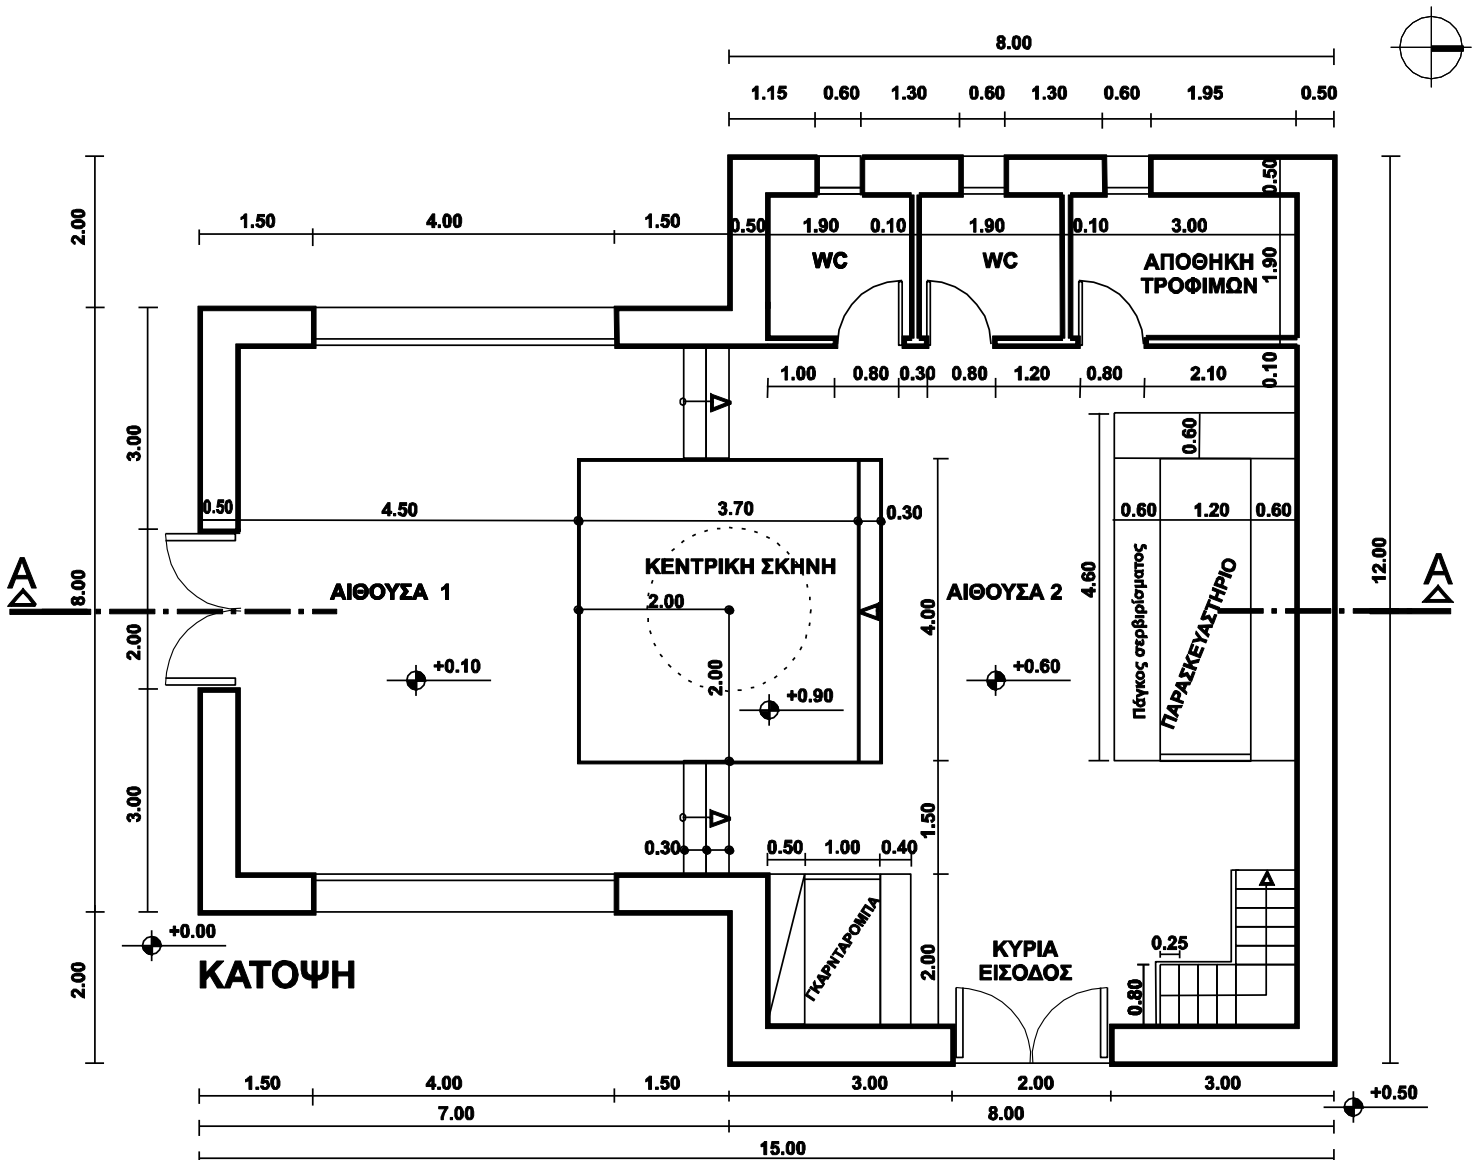 8.00
1.15 0.60 1.30 0.60 1.30 0.60 1.95 0.50
0.50
2.00
1.50 4.00 1.50 0.50 1.90 0.10 1.90 0.10 3.00
WC WC ΑΠΟΘΗΚΗ
ΤΡΟΦΙΜΩΝ
1.90
1.00 0.80 0.30 0.80 1.20 0.80 2.10
0.10
3.00
0.60
0.50 4.50 3.70 0.30
0.60 1.20 0.60
ΚΕΝΤΡΙΚΗ ΣΚΗΝΗ
12.00
A A
8.00
ΑΙΘΟΥΣΑ 1
2.00
ΑΙΘΟΥΣΑ 2
4.60
4.00
2.00
+0.10
2.00
+0.90
+0.60
Πάγκος σερβιρίσματος
ΠΑΡΑΣΚΕΥΑΣΤΗΡΙΟ
3.00
1.50
0.30
0.50 1.00 0.40
ΓΚΑΡΝΤΑΡΟΜΠΑ
2.00
+0.00
ΚΑΤΟΨΗ
2.00
ΚΥΡΙΑ
ΕΙΣΟΔΟΣ
0.25
0.80
1.50 4.00 1.50 3.00 2.00 3.00
+0.50
7.00 8.00
15.00